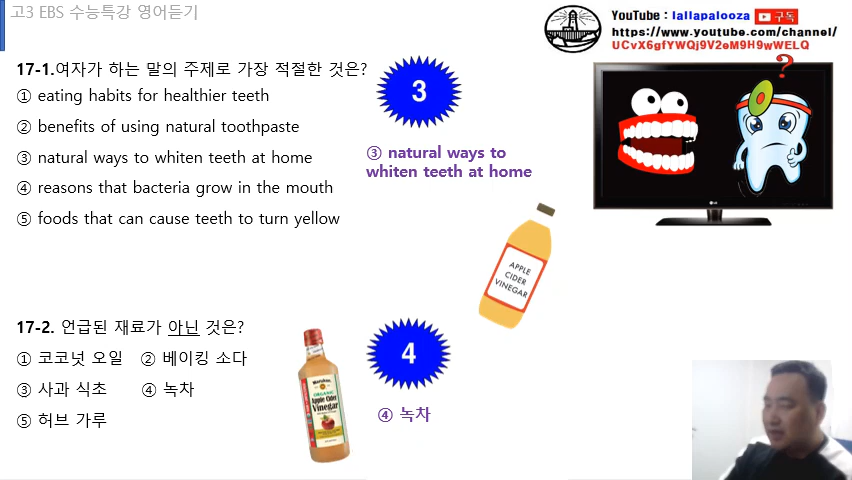 고3 EBS 수능특강 영어듣기
YouTube : lallapalooza 구독
https://www.youtube.com/channel/
UCvX6gfYWQj9V2eM9H9wWELQ
17-1.여자가 하는 말의 주제로 가장 적절한 것은?
① eating habits for healthier teeth
② benefits of using natural toothpaste
③ natural ways to whiten teeth at home
④ reasons that bacteria grow in the mouth
⑤ foods that can cause teeth to turn yellow
3
③ natural ways to
whiten teeth at home
?
LG
APPLE
CIDER
VINEGAR
17-2. 언급된 재료가 아닌 것은?
① 코코넛 오일 ② 베이킹 소다
③ 사과 식초 ④ 녹차
⑤ 허브 가루
ORGANIC
Apple Cider
Vinegar
4
④ 녹차